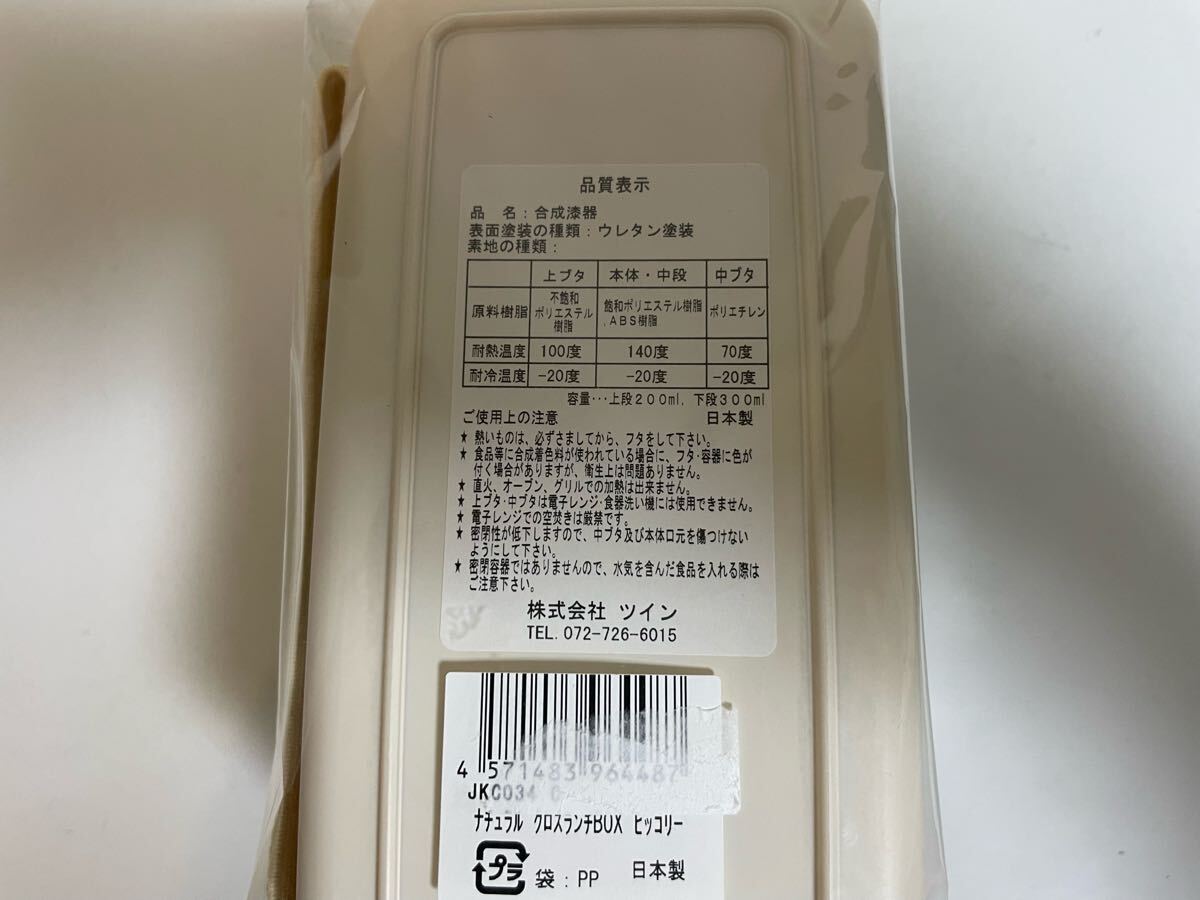 品質表示
品　名：合成漆器
表面塗装の種類：ウレタン塗装
素地の種類：
上ブタ 本体・中段 中ブタ
原料樹脂 不飽和ポリエステル樹脂 飽和ポリエステル樹脂,ABS樹脂 ポリエチレン
耐熱温度 100度 140度 70度
耐冷温度 -20度 -20度 -20度
容量･･･上段200ml, 下段300ml
ご使用上の注意 日本製
★ 熱いものは、必ずさましてから、フタをして下さい。
★ 食品等に合成着色料が使われている場合に、フタ･容器に色が
付く場合がありますが、衛生上は問題ありません。
★ 直火、オーブン、グリルでの加熱は出来ません。
★ 上ブタ･中ブタは電子レンジ･食器洗い機には使用できません。
★ 電子レンジでの空焚きは厳禁です。
★ 密閉性が低下しますので、中ブタ及び本体口元を傷つけない
ようにして下さい。
★ 密閉容器ではありませんので、水気を含んだ食品を入れる際は
ご注意下さい。
株式会社 ツイン
TEL. 072-726-6015
4 571483 964487
JKC034
ナチュラル クロスランチBOX ヒッコリー
プラ 袋：PP 日本製